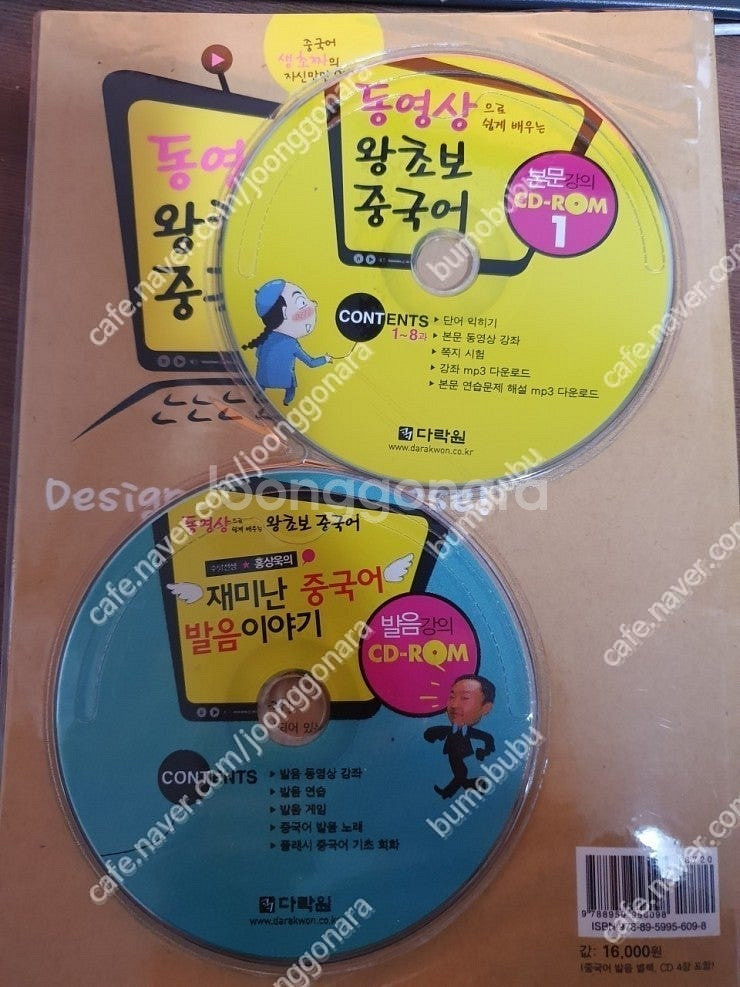 중국어
생초짜의
동영상 으로
쉽게 배우는
왕초보
중국어
본문강의
CD-ROM
1
CONTENTS
1~8과
▶ 단어 익히기
▶ 본문 동영상 강좌
▶ 쪽지 시험
▶ 강좌 mp3 다운로드
▶ 본문 연습문제 해설 mp3 다운로드
다락원
www.darakwon.co.kr
동영상으로 쉽게 배우는 왕초보 중국어
홍상욱의
재미난 중국어
발음이야기
발음강의
CD-ROM
CONTENTS
▶ 발음 동영상 강좌
▶ 발음 연습
▶ 발음 게임
▶ 중국어 발음 노래
▶ 플래시 중국어 기초 회화
다락원
www.darakwon.co.kr
ISBN 978-89-5995-609-8
값: 16,000원
(중국어 발음 별책, CD 4장 포함)
cafe.naver.com/joonggonara
bumobubu
Design
joonggonara